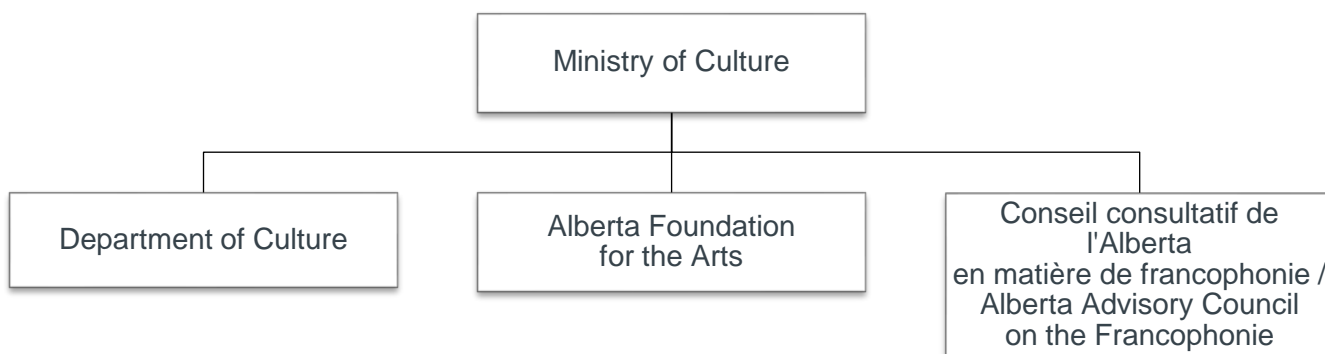 Ministry of Culture
Department of Culture
Alberta Foundation
for the Arts
Conseil consultatif de
l'Alberta
en matière de francophonie /
Alberta Advisory Council
on the Francophonie